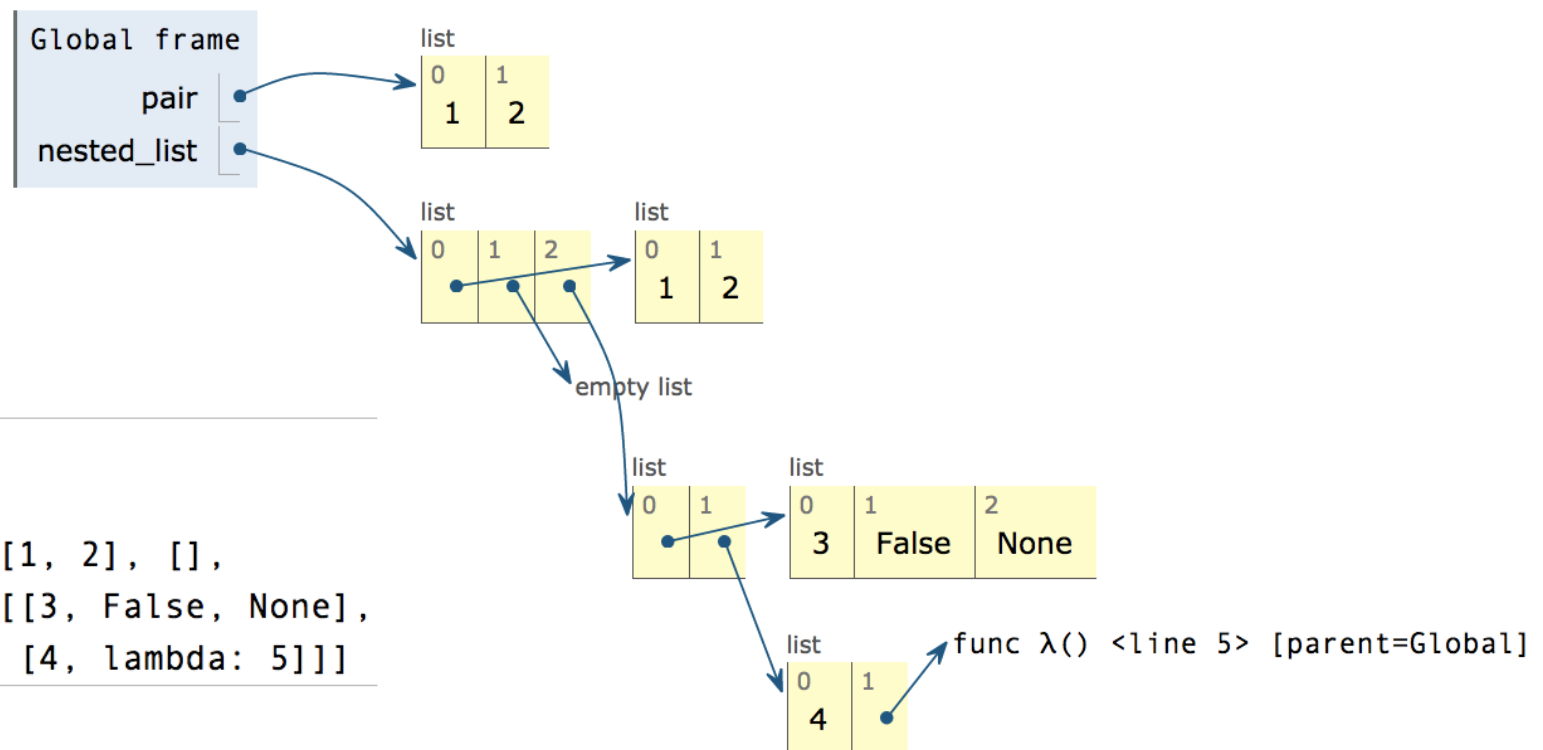 Global frame
pair
nested_list
list
0 1
1 2
list
0 1 2
list
0 1
1 2
empty list
list
0 1
list
0 1 2
3 False None
list
0 1
4
func λ() <line 5> [parent=Global]
[1, 2], [],
[[3, False, None],
[4, lambda: 5]]]